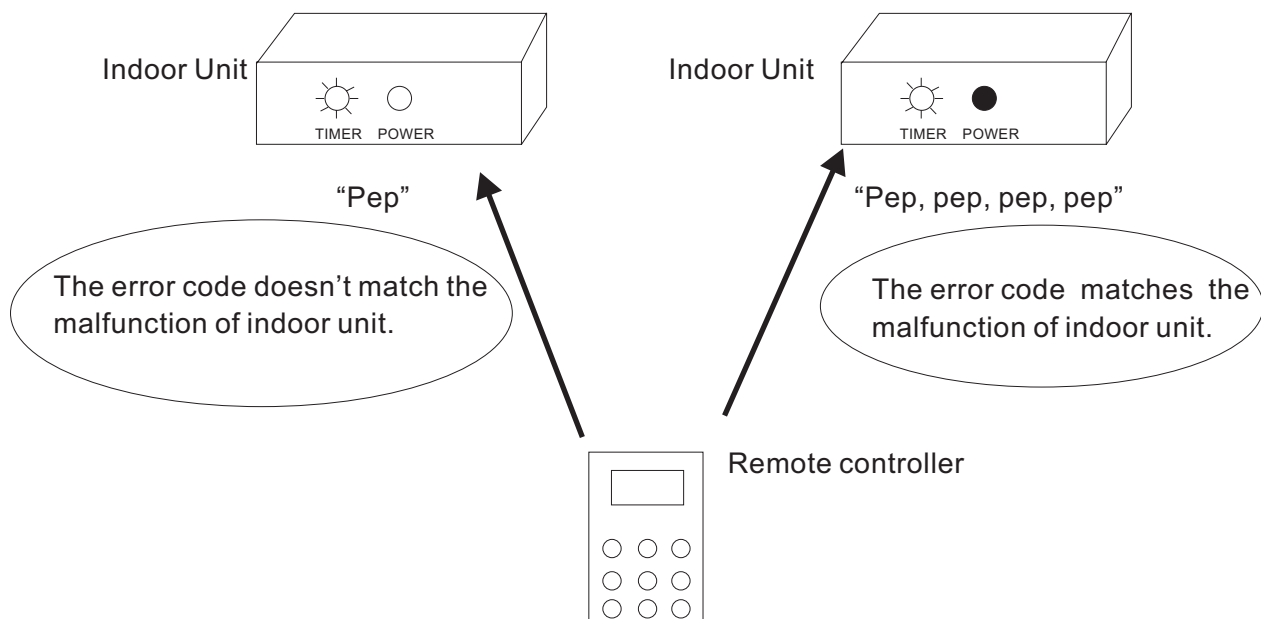 Indoor Unit
TIMER POWER
“Pep”
The error code doesn’t match the
malfunction of indoor unit.
Indoor Unit
TIMER POWER
“Pep, pep, pep, pep”
The error code matches the
malfunction of indoor unit.
Remote controller